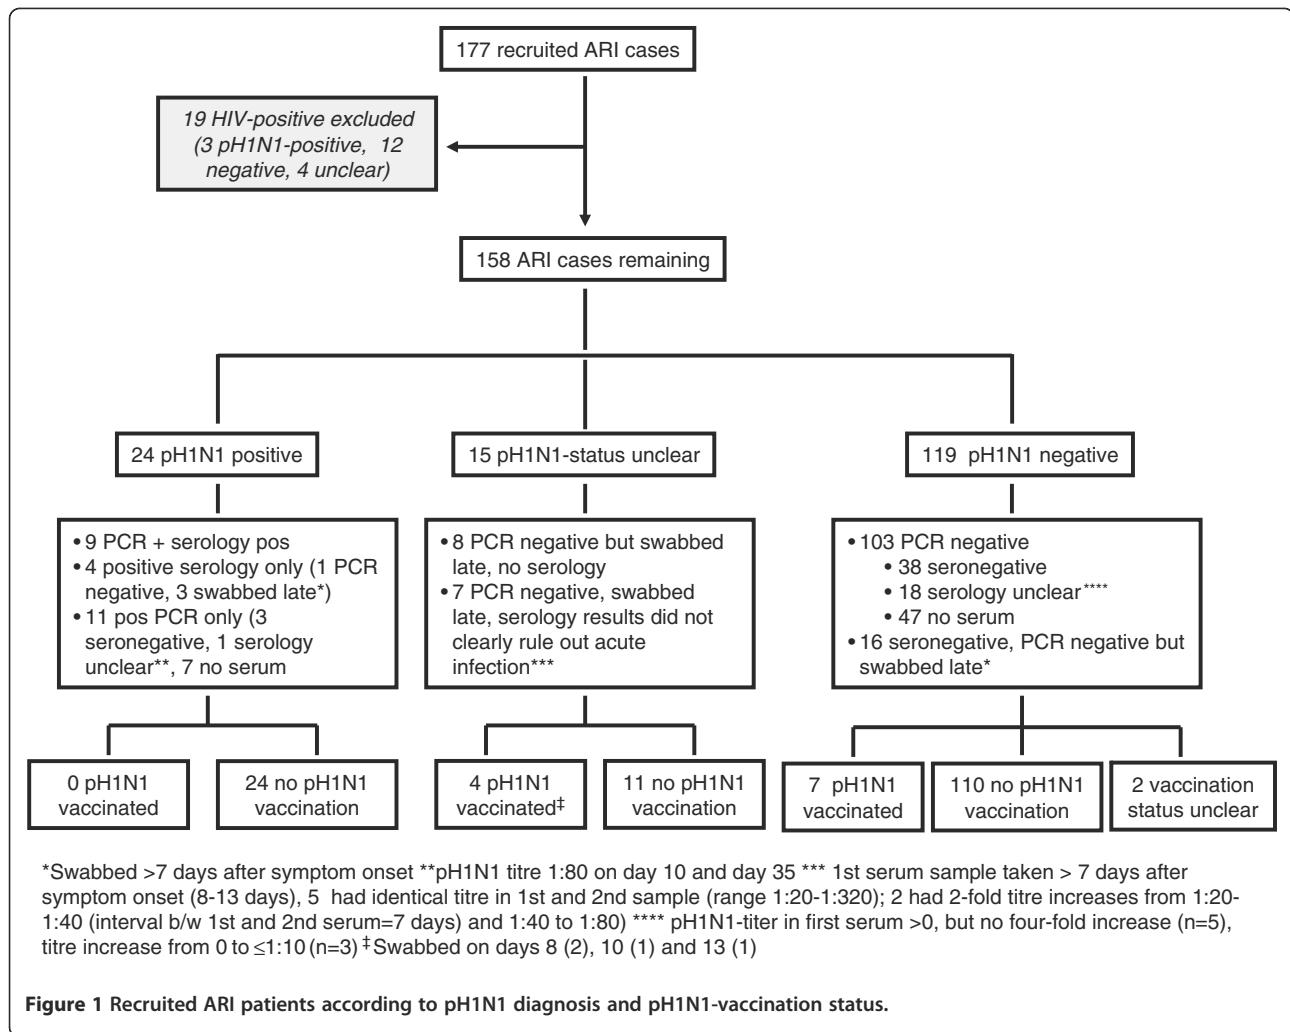 177 recruited ARI cases
19 HIV-positive excluded
(3 pH1N1-positive, 12
negative, 4 unclear)
158 ARI cases remaining
24 pH1N1 positive
15 pH1N1-status unclear
119 pH1N1 negative
• 9 PCR + serology pos
• 4 positive serology only (1 PCR
negative, 3 swabbed late*)
• 11 pos PCR only (3
seronegative, 1 serology
unclear**, 7 no serum
• 8 PCR negative but swabbed
late, no serology
• 7 PCR negative, swabbed
late, serology results did not
clearly rule out acute
infection***
• 103 PCR negative
• 38 seronegative
• 18 serology unclear****
• 47 no serum
• 16 seronegative, PCR negative but
swabbed late*
0 pH1N1
vaccinated
24 no pH1N1
vaccination
4 pH1N1
vaccinated‡
11 no pH1N1
vaccination
7 pH1N1
vaccinated
110 no pH1N1
vaccination
2 vaccination
status unclear
*Swabbed >7 days after symptom onset **pH1N1 titre 1:80 on day 10 and day 35 *** 1st serum sample taken > 7 days after
symptom onset (8-13 days), 5 had identical titre in 1st and 2nd sample (range 1:20-1:320); 2 had 2-fold titre increases from 1:20-
1:40 (interval b/w 1st and 2nd serum=7 days) and 1:40 to 1:80) **** pH1N1-titer in first serum >0, but no four-fold increase (n=5),
titre increase from 0 to ≤1:10 (n=3) ‡Swabbed on days 8 (2), 10 (1) and 13 (1)
Figure 1 Recruited ARI patients according to pH1N1 diagnosis and pH1N1-vaccination status.